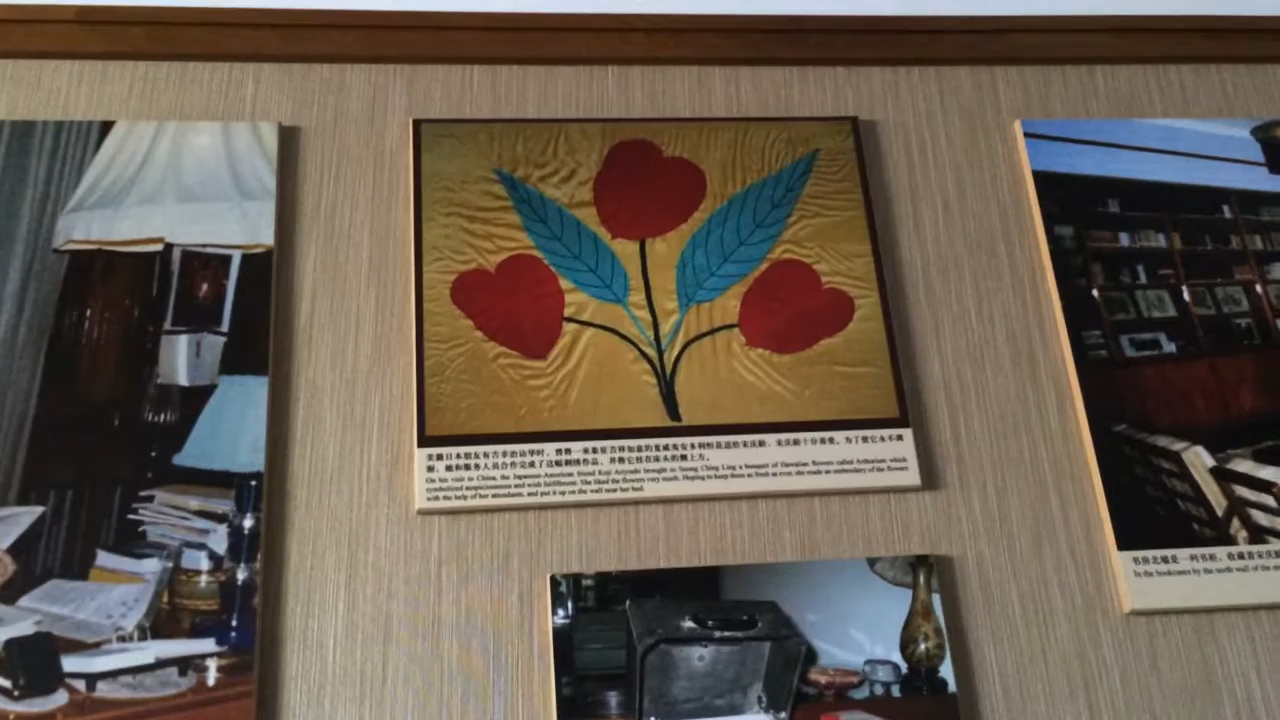 美籍日本朋友有吉幸治访华时，曾将一束象征吉祥如意的夏威夷安多利恒花送给宋庆龄，宋庆龄十分喜爱。为了使它永不凋
谢，她和服务人员合作完成了这幅刺绣作品，并将它挂在床头的侧上方。
On his visit to China, the Japanese-American friend Koji Ariyoshi brought to Soong Ching Ling a bouquet of Hawaiian flowers called Arthurium which
symbolized auspiciousness and wish fulfillment. She liked the flowers very much. Hoping to keep them as fresh as ever, she made an embroidery of the flowers
with the help of her attendants, and put it up on the wall near her bed.
书房北墙是一列书柜，收藏着宋庆
In the bookcases by the north wall of the